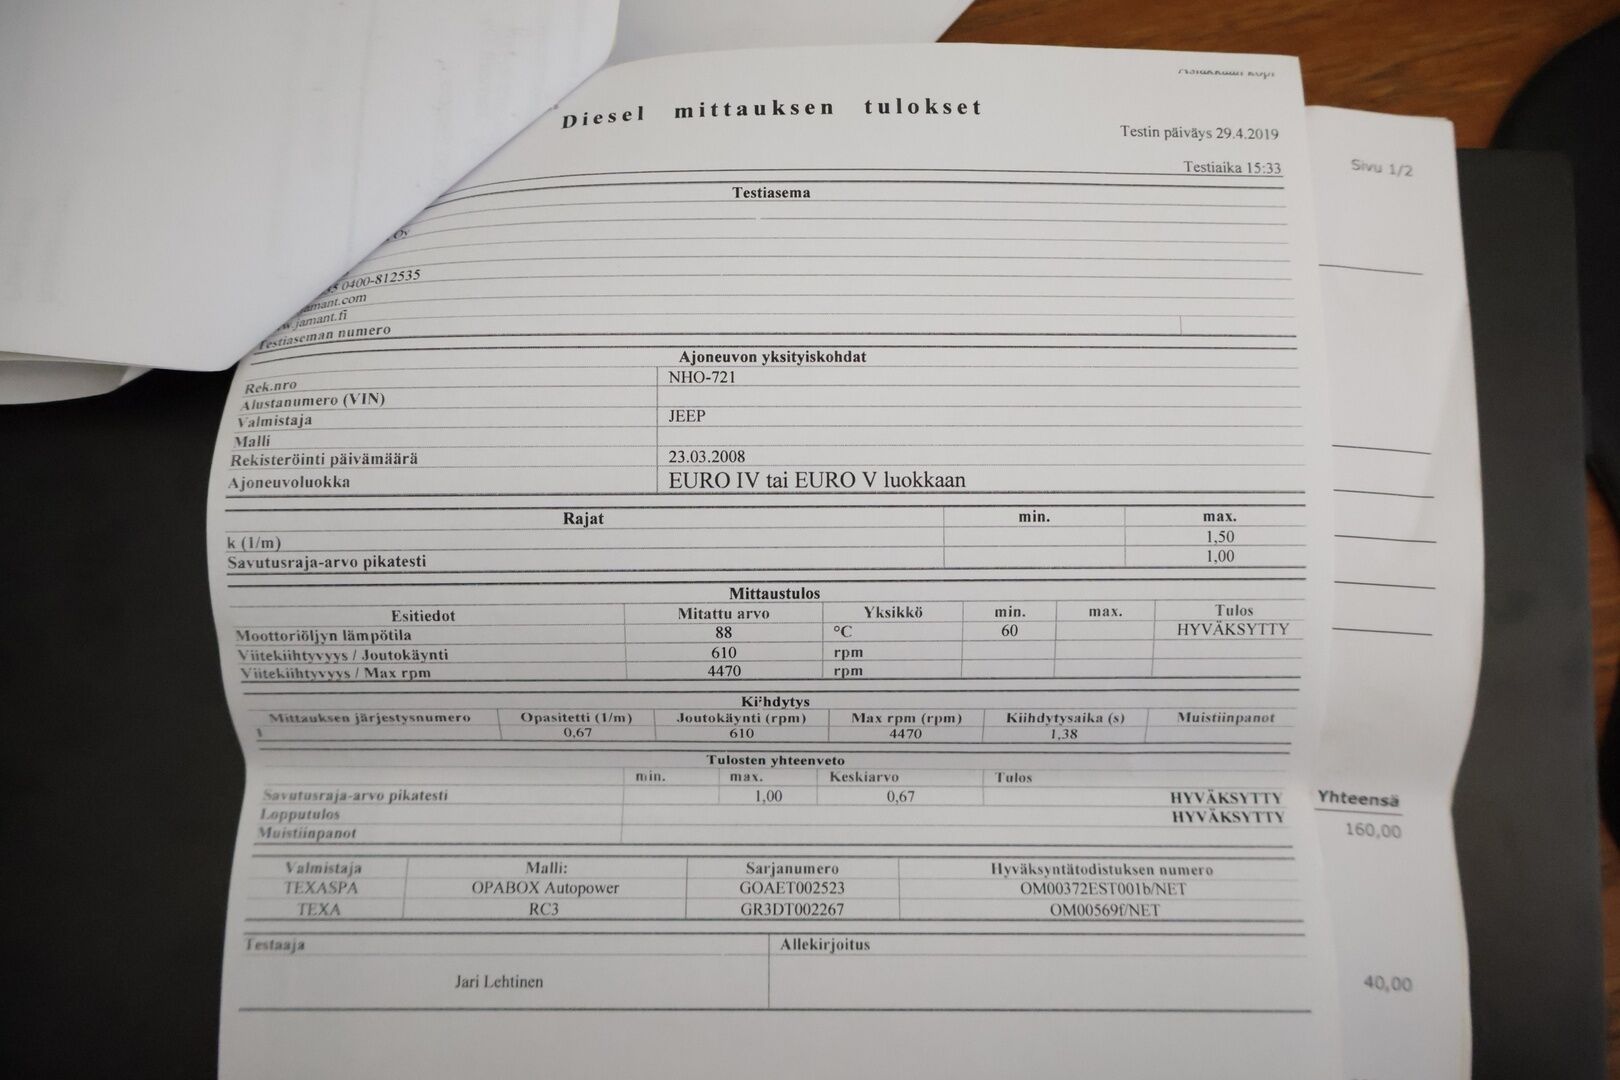 Asiakkaan kopi
Diesel mittauksen tulokset
Testin päiväys 29.4.2019
Testiaika 15:33
Sivu 1/2
Testiasema
Oy
0400-812535
jamant.fi
Testiaseman numero
Ajoneuvon yksityiskohdat
Rek.nro NHO-721
Alustanumero (VIN)
Valmistaja JEEP
Malli
Rekisteröinti päivämäärä 23.03.2008
Ajoneuvoluokka EURO IV tai EURO V luokkaan
Rajat min. max.
k (1/m) 1,50
Savutusraja-arvo pikatesti 1,00
Mittaustulos
Esitiedot Mitattu arvo Yksikkö min. max. Tulos
Moottoriöljyn lämpötila 88 °C 60 HYVÄKSYTTY
Viitekiihtyvyys / Joutokäynti 610 rpm
Viitekiihtyvyys / Max rpm 4470 rpm
Kiihdytys
Mittauksen järjestysnumero Opasitetti (1/m) Joutokäynti (rpm) Max rpm (rpm) Kiihdytysaika (s) Muistiinpanot
1 0,67 610 4470 1,38
Tulosten yhteenveto
min. max. Keskiarvo Tulos
Savutusraja-arvo pikatesti 1,00 0,67 HYVÄKSYTTY
Lopputulos HYVÄKSYTTY
Muistiinpanot
Yhteensä
160,00
Valmistaja Malli: Sarjanumero Hyväksyntätodistuksen numero
TEXASPA OPABOX Autopower GOAET002523 OM00372EST001b/NET
TEXA RC3 GR3DT002267 OM00569f/NET
Testaaja Allekirjoitus
Jari Lehtinen
40,00